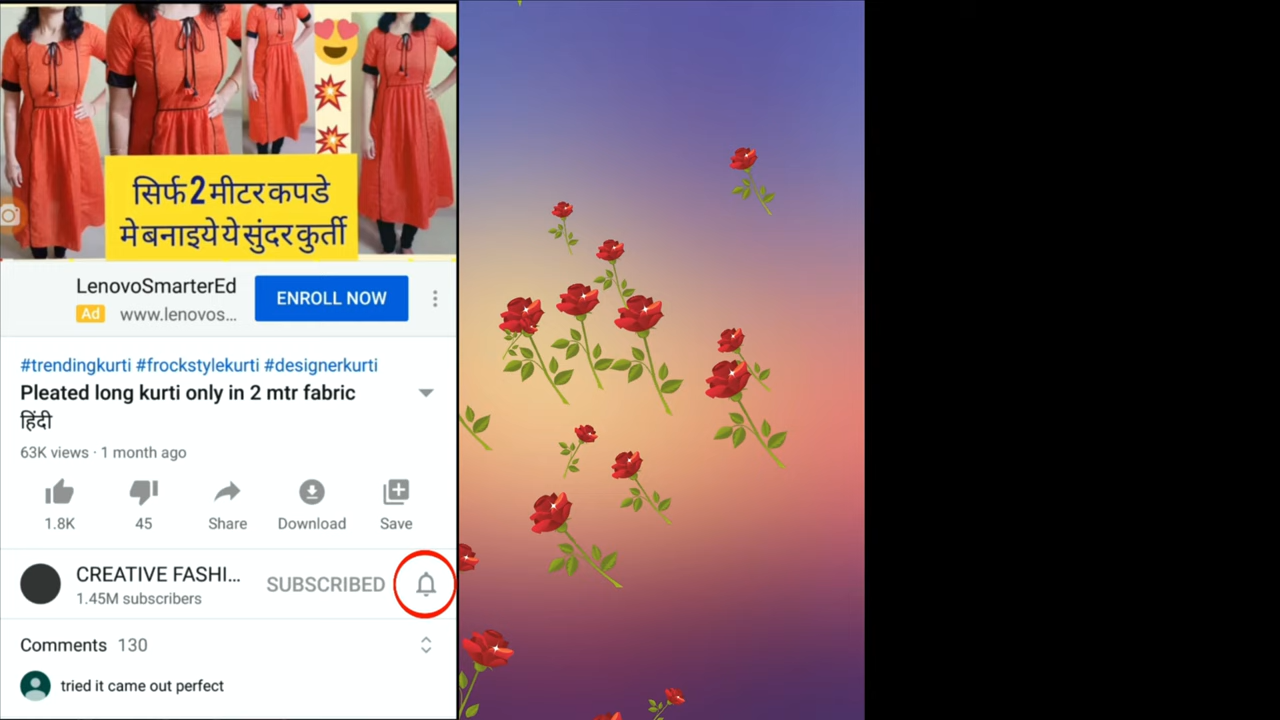 सिर्फ 2 मीटर कपडे
मे बनाइये ये सुंदर कुर्ती
LenovoSmarterEd
ENROLL NOW
Ad www.lenovos...
#trendingkurti #frockstylekurti #designerkurti
Pleated long kurti only in 2 mtr fabric
हिंदी
63K views · 1 month ago
1.8K 45 Share Download Save
CREATIVE FASHI... SUBSCRIBED
1.45M subscribers
Comments 130
tried it came out perfect